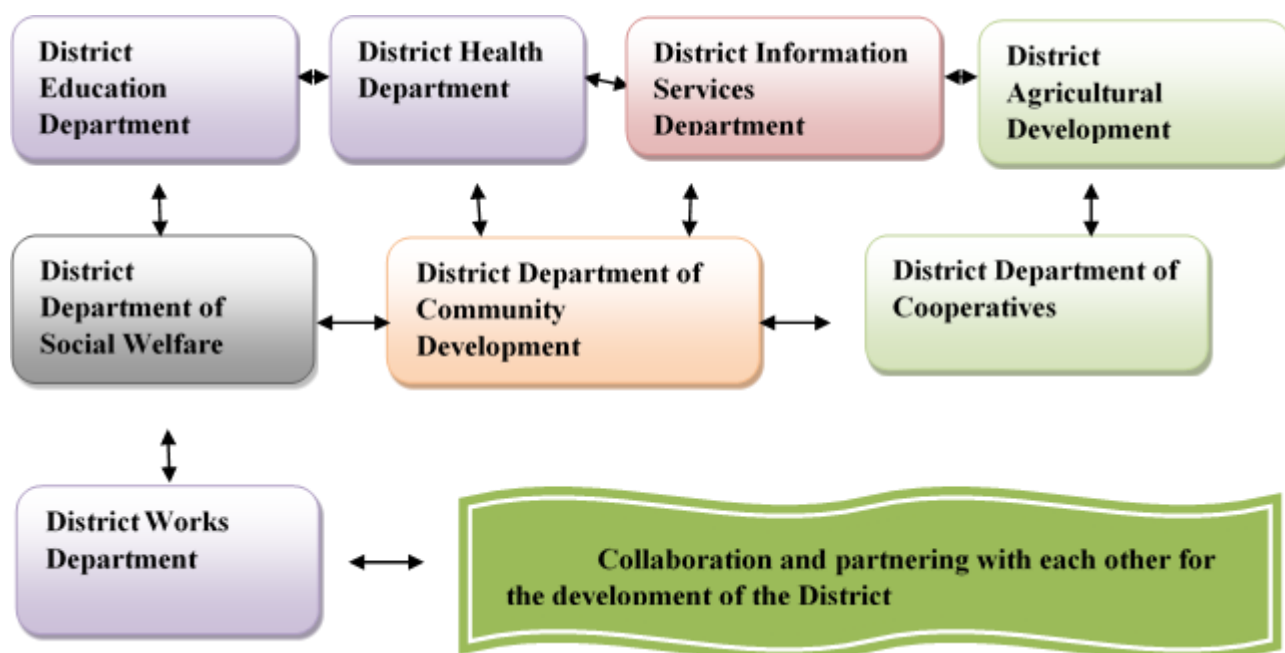 District
Education
Department
District Health
Department
District Information
Services
Department
District
Agricultural
Development
District
Department of
Social Welfare
District Department of
Community
Development
District Department of
Cooperatives
District Works
Department
Collaboration and partnering with each other for
the development of the District